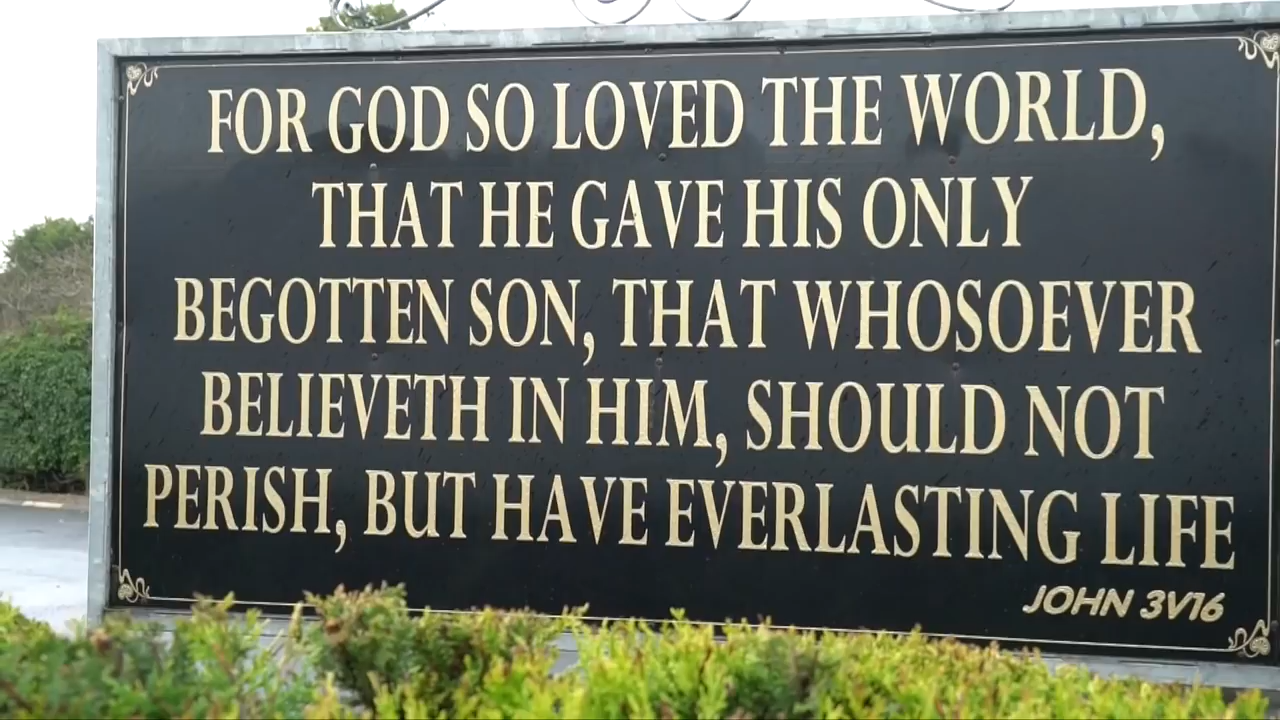 FOR GOD SO LOVED THE WORLD,
THAT HE GAVE HIS ONLY
BEGOTTEN SON, THAT WHOSOEVER
BELIEVETH IN HIM, SHOULD NOT
PERISH, BUT HAVE EVERLASTING LIFE
JOHN 3V16